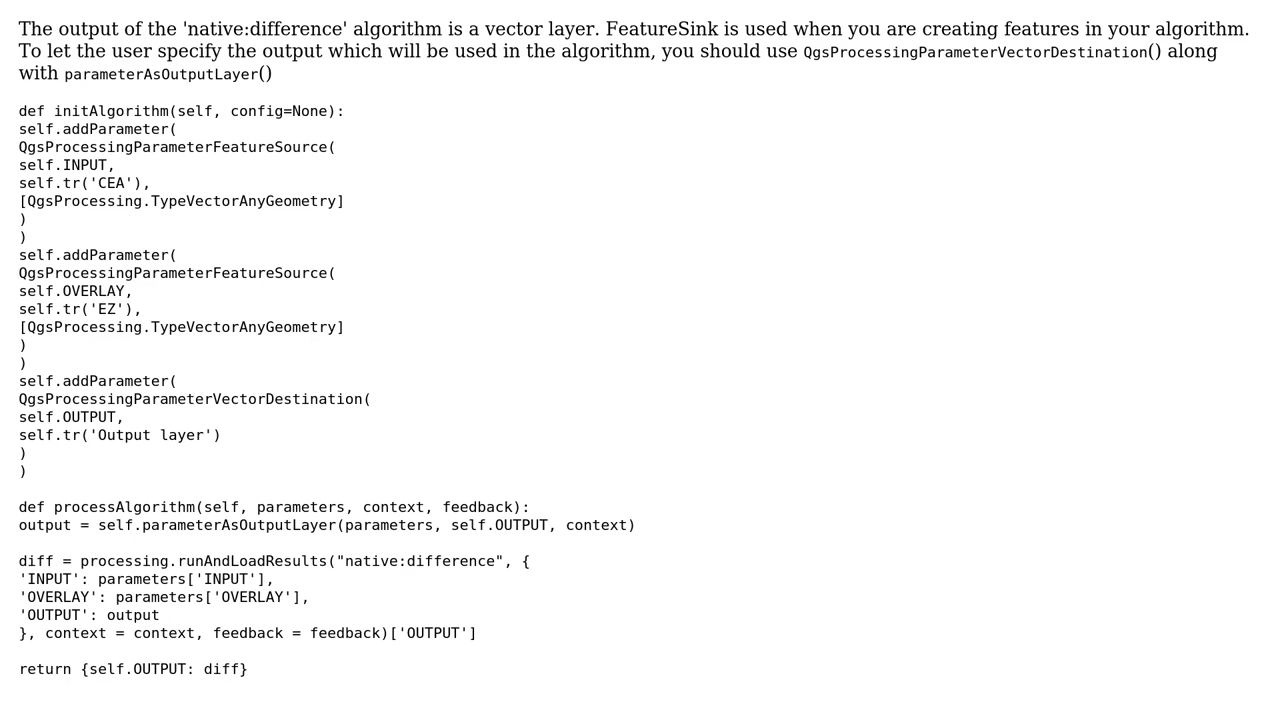 The output of the 'native:difference' algorithm is a vector layer. FeatureSink is used when you are creating features in your algorithm.
To let the user specify the output which will be used in the algorithm, you should use QgsProcessingParameterVectorDestination() along
with parameterAsOutputLayer()
def initAlgorithm(self, config=None):
self.addParameter(
QgsProcessingParameterFeatureSource(
self.INPUT,
self.tr('CEA'),
[QgsProcessing.TypeVectorAnyGeometry]
)
)
self.addParameter(
QgsProcessingParameterFeatureSource(
self.OVERLAY,
self.tr('EZ'),
[QgsProcessing.TypeVectorAnyGeometry]
)
)
self.addParameter(
QgsProcessingParameterVectorDestination(
self.OUTPUT,
self.tr('Output layer')
)
)
def processAlgorithm(self, parameters, context, feedback):
output = self.parameterAsOutputLayer(parameters, self.OUTPUT, context)
diff = processing.runAndLoadResults("native:difference", {
'INPUT': parameters['INPUT'],
'OVERLAY': parameters['OVERLAY'],
'OUTPUT': output
}, context = context, feedback = feedback)['OUTPUT']
return {self.OUTPUT: diff}